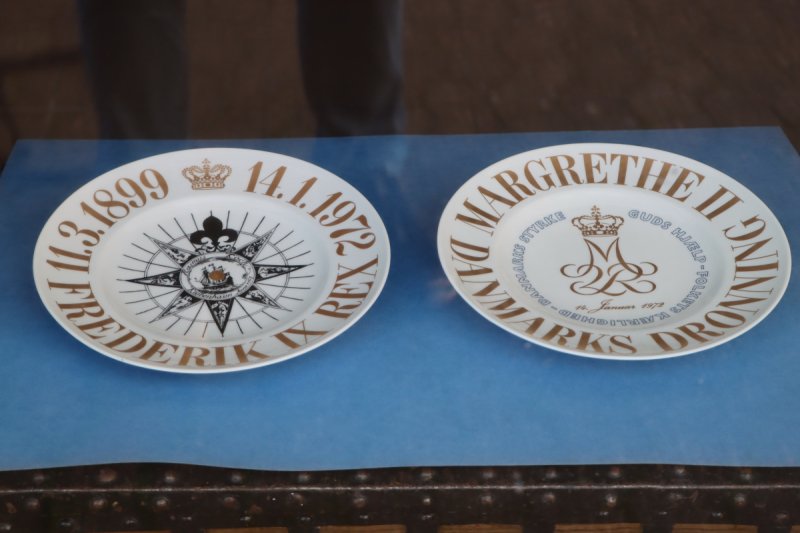 11.3.1899 14.1.1972
FREDERIK IX REX
MARGRETHE II
DANMARKS DRONNING
GUDS HJÆLP - FOLKETS KÆRLIGHED - DANMARKS STYRKE
14. Januar 1972